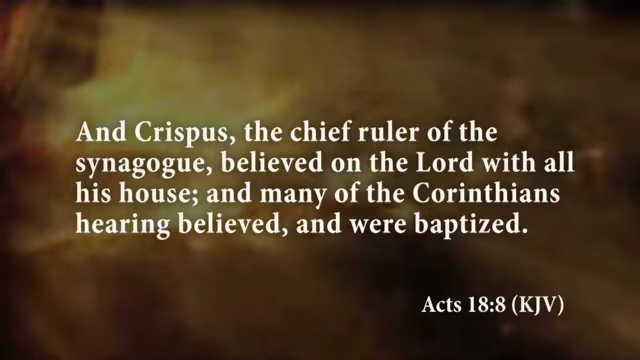 And Crispus, the chief ruler of the
synagogue, believed on the Lord with all
his house; and many of the Corinthians
hearing believed, and were baptized.
Acts 18:8 (KJV)